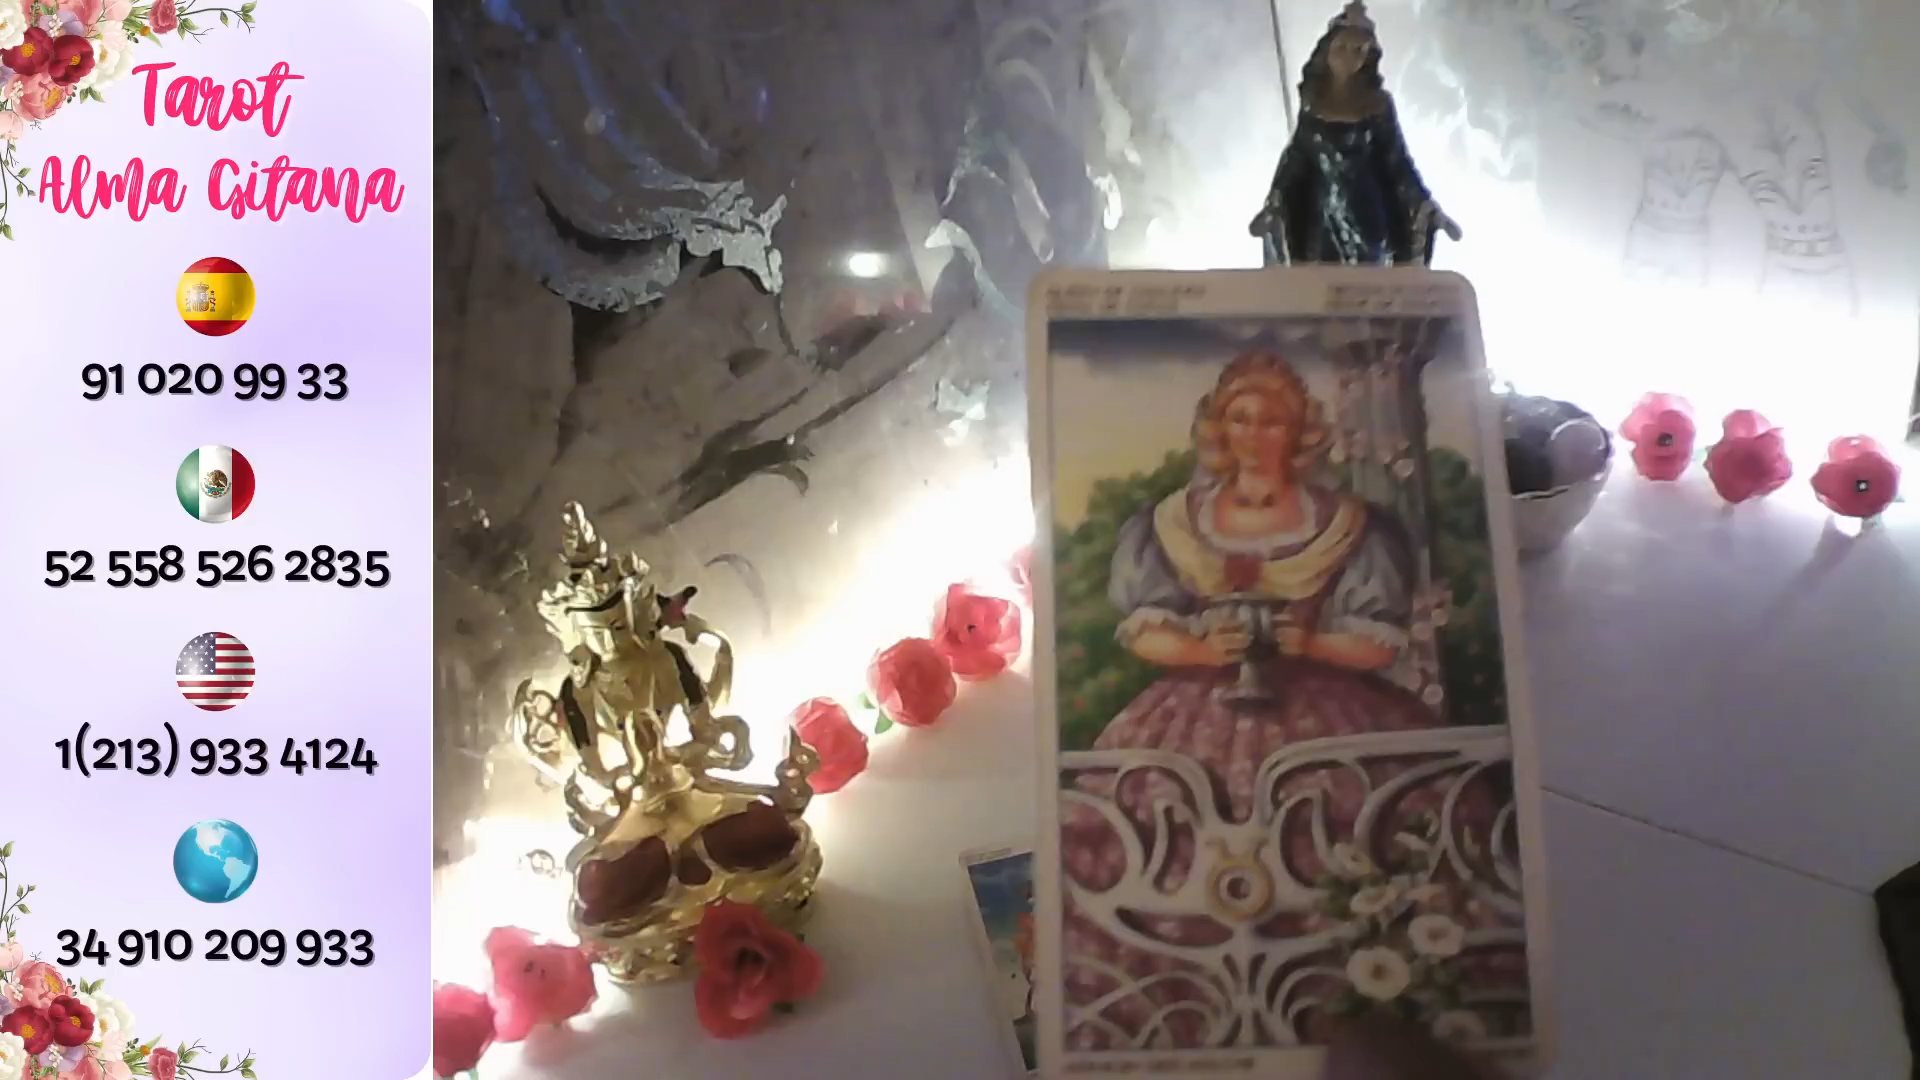 Tarot
Alma Gitana
91 020 99 33
52 558 526 2835
1(213) 933 4124
34 910 209 933